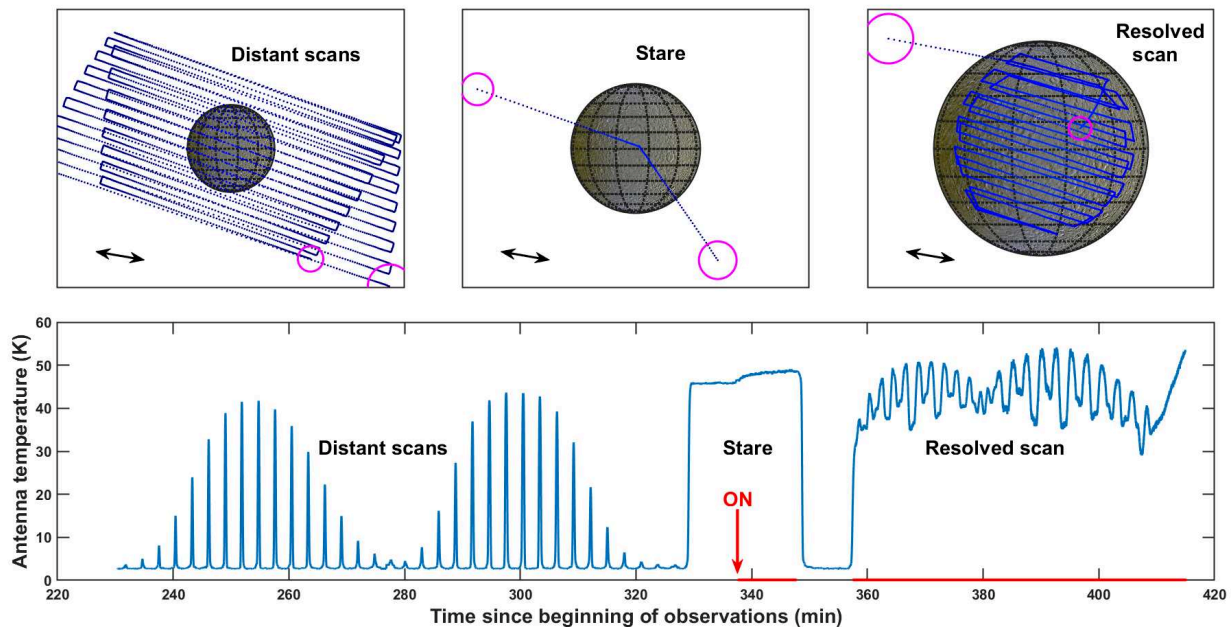 Distant scans
Stare
Resolved
scan
Antenna temperature (K)
60
50
40
30
20
10
0
Distant scans
Stare
Resolved scan
ON
220
240
260
280
300
320
340
360
380
400
420
Time since beginning of observations (min)